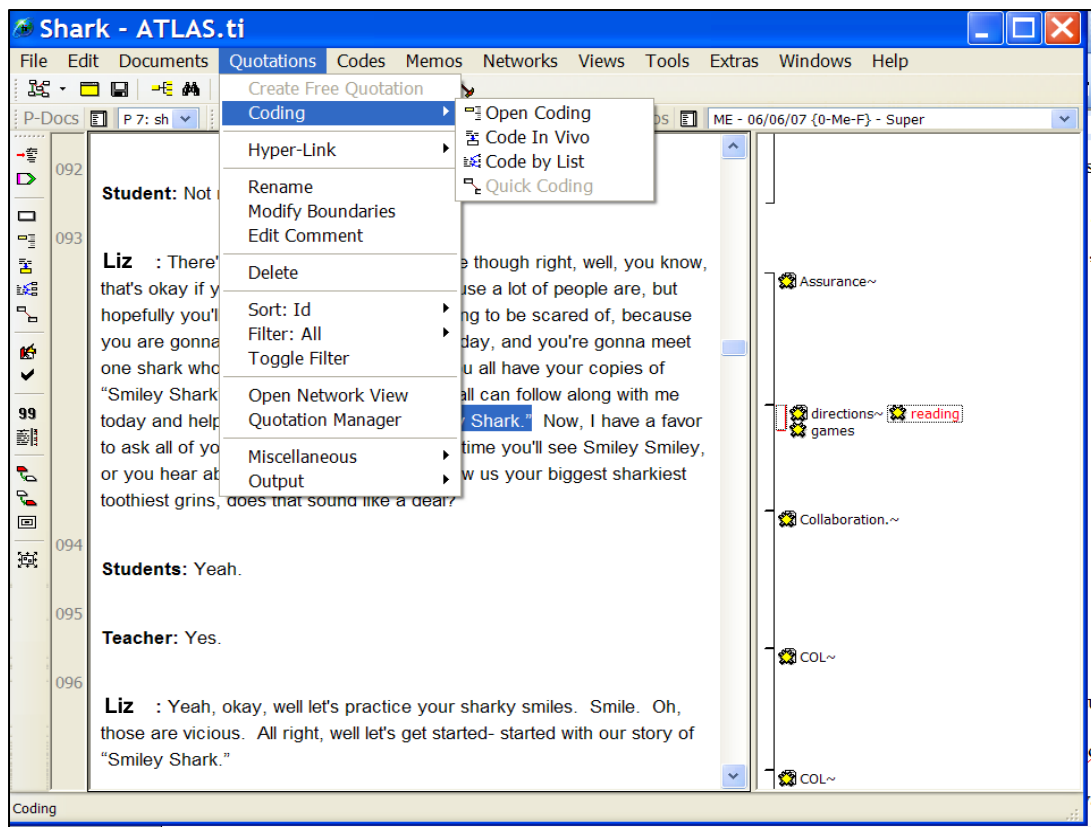 Shark - ATLAS.ti
File Edit Documents Quotations Codes Memos Networks Views Tools Extras Windows Help
P-Docs P 7: sh ME - 06/06/07 {0-Me-F} - Super
Create Free Quotation
Coding
Hyper-Link
Rename
Modify Boundaries
Edit Comment
Delete
Sort: Id
Filter: All
Toggle Filter
Open Network View
Quotation Manager
Miscellaneous
Output
Open Coding
Code In Vivo
Code by List
Quick Coding
092
Student: Not
093
Liz : There' though right, well, you know,
that's okay if y use a lot of people are, but
hopefully you'll ng to be scared of, because
you are gonna day, and you're gonna meet
one shark who u all have your copies of
“Smiley Shark all can follow along with me
today and help Shark.” Now, I have a favor
to ask all of yo time you'll see Smiley Smiley,
or you hear ab w us your biggest sharkiest
toothiest grins, does that sound like a deal?
094
Students: Yeah.
095
Teacher: Yes.
096
Liz : Yeah, okay, well let's practice your sharky smiles. Smile. Oh,
those are vicious. All right, well let's get started- started with our story of
“Smiley Shark.”
Assurance~
directions~ reading
games
Collaboration.~
COL~
COL~
99
Coding